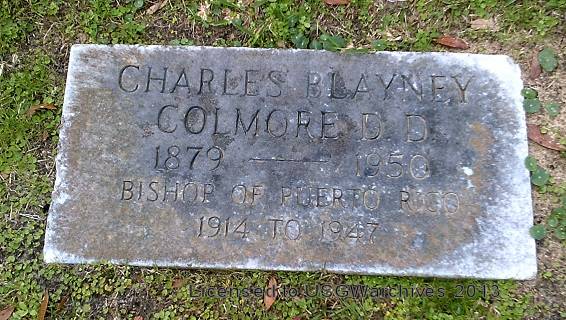 CHARLES BLAYNEY
COLMORE D D
1879 — 1950
BISHOP OF PUERTO RICO
1914 TO 1947
Licensed to USGWarchives 2013